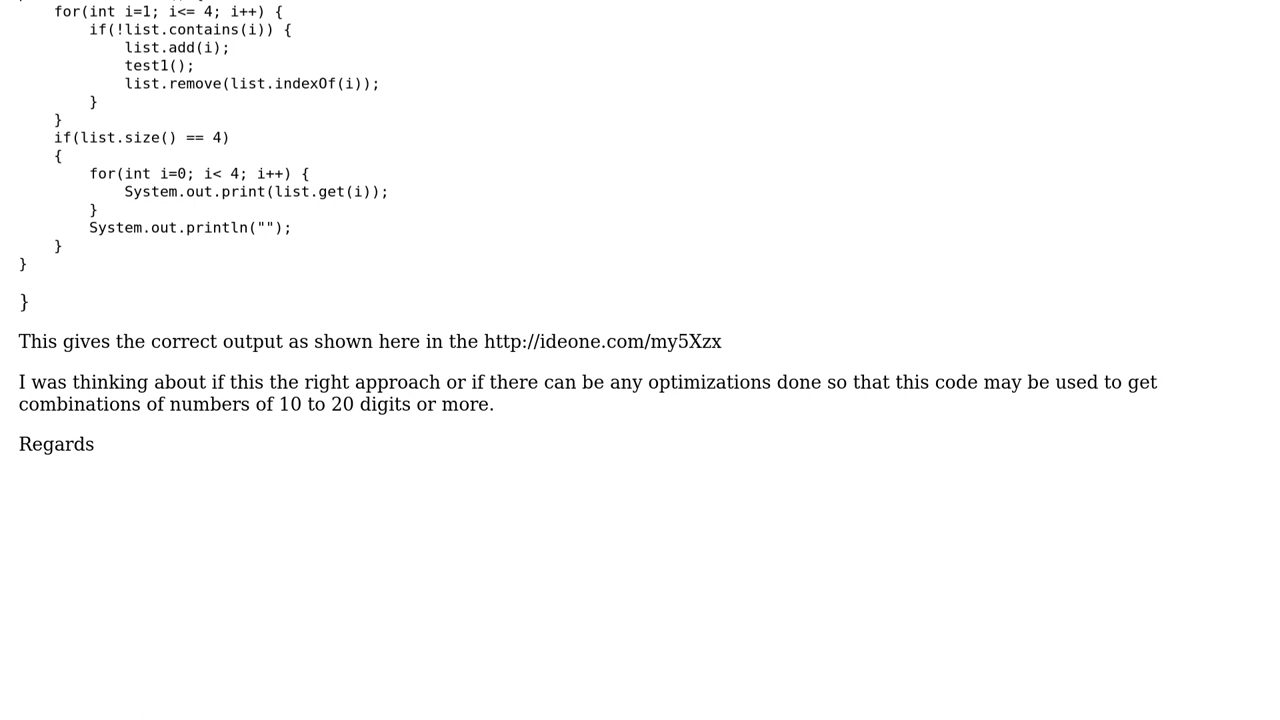 for(int i=1; i<= 4; i++) {
if(!list.contains(i)) {
list.add(i);
test1();
list.remove(list.indexOf(i));
}
}
if(list.size() == 4)
{
for(int i=0; i< 4; i++) {
System.out.print(list.get(i));
}
System.out.println("");
}
}
}
This gives the correct output as shown here in the http://ideone.com/my5Xzx
I was thinking about if this the right approach or if there can be any optimizations done so that this code may be used to get
combinations of numbers of 10 to 20 digits or more.
Regards